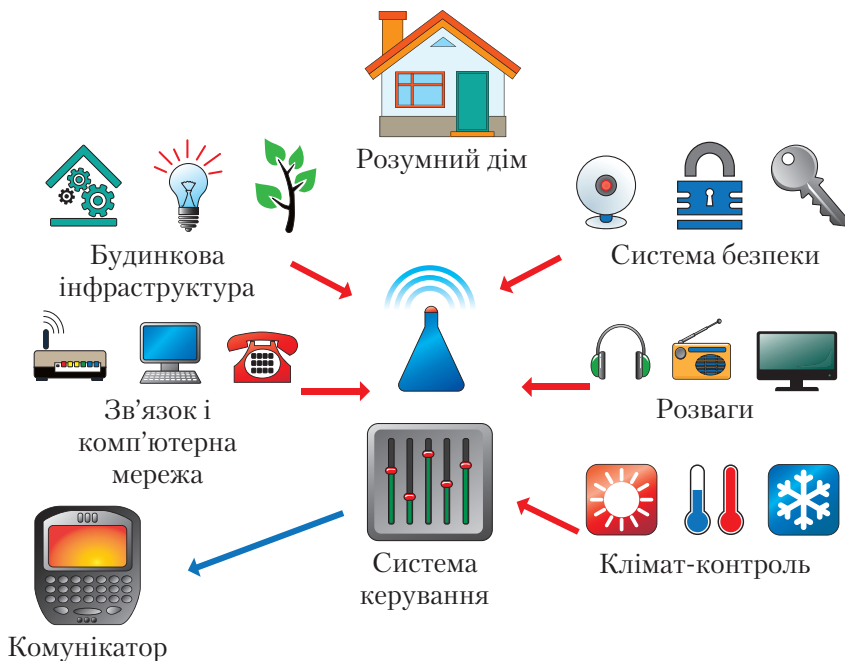 Розумний дім
Будинкова
інфраструктура
Система безпеки
Зв’язок і
комп’ютерна
мережа
Розваги
Система
керування
Клімат-контроль
Комунікатор